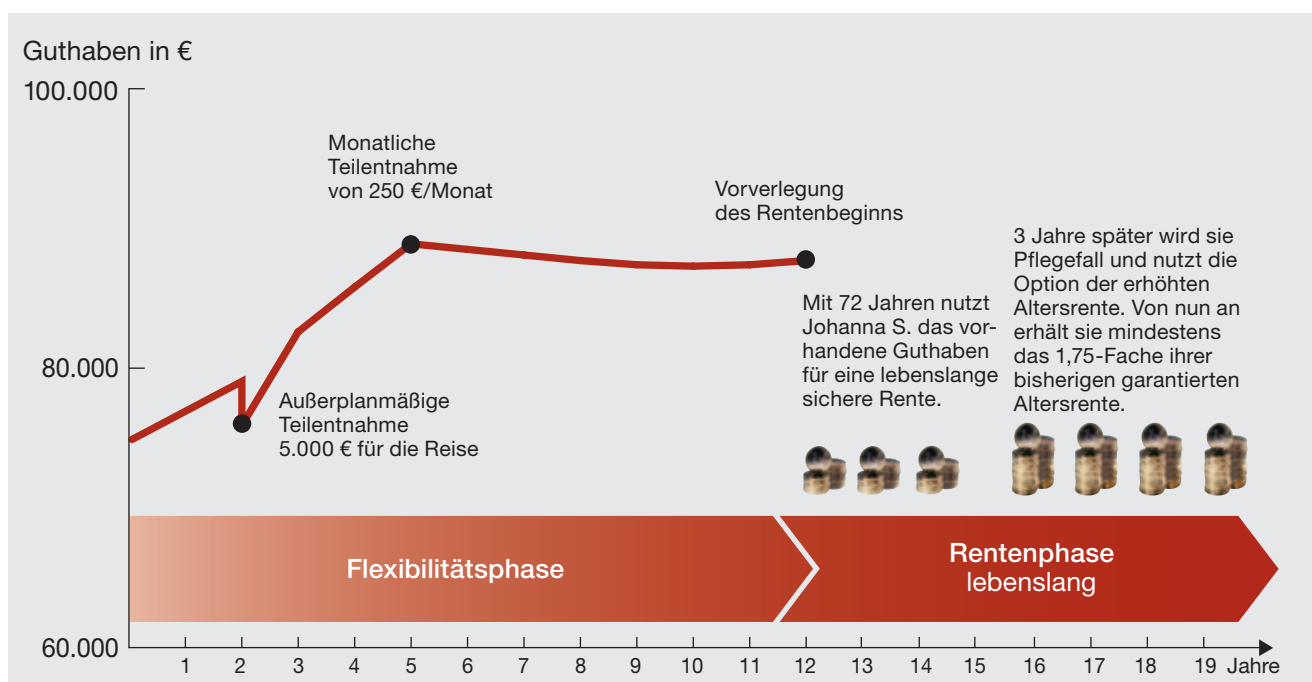 Guthaben in €
100.000
80.000
60.000
Monatliche
Teilentnahme
von 250 €/Monat
Außerplanmäßige
Teilentnahme
5.000 € für die Reise
Vorverlegung
des Rentenbeginns
Mit 72 Jahren nutzt
Johanna S. das vor-
handene Guthaben
für eine lebenslange
sichere Rente.
3 Jahre später wird sie
Pflegefall und nutzt die
Option der erhöhten
Altersrente. Von nun an
erhält sie mindestens
das 1,75-Fache ihrer
bisherigen garantierten
Altersrente.
Flexibilitätsphase
Rentenphase
lebenslang
1 2 3 4 5 6 7 8 9 10 11 12 13 14 15 16 17 18 19 Jahre